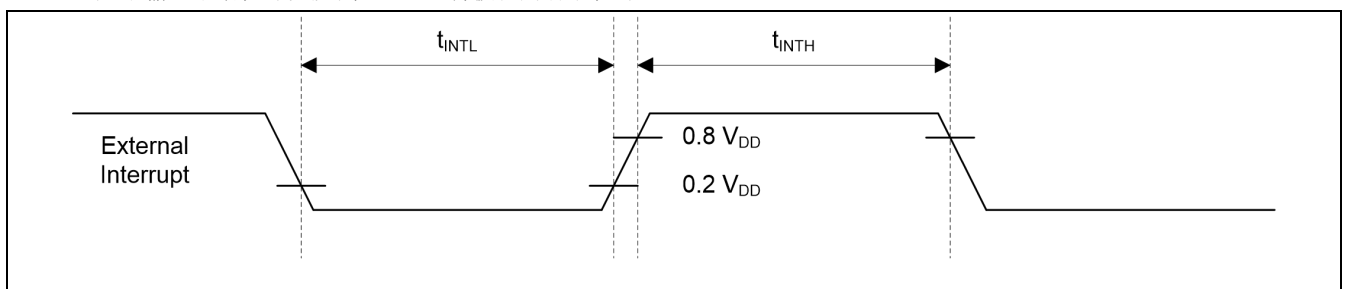 tINTL
tINTH
External
Interrupt
0.8 VDD
0.2 VDD